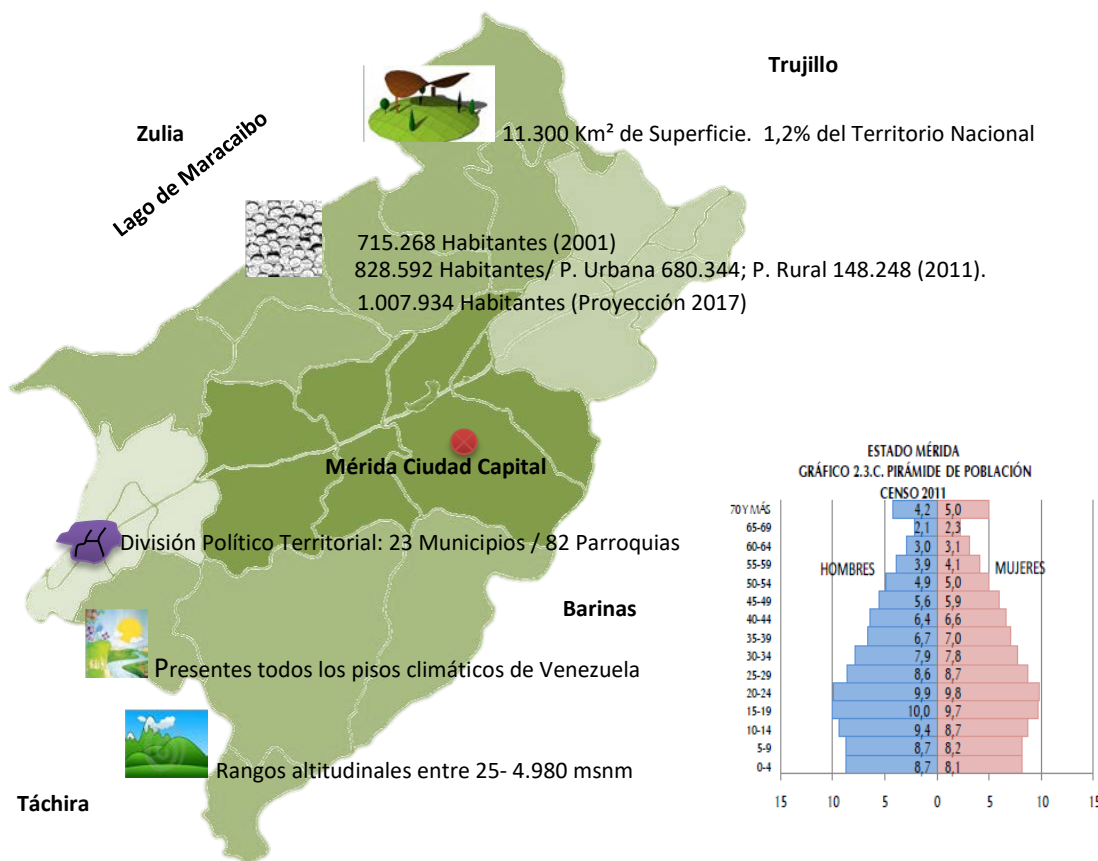 Trujillo
Zulia
11.300 Km² de Superficie. 1,2% del Territorio Nacional
Lago de Maracaibo
715.268 Habitantes (2001)
828.592 Habitantes/ P. Urbana 680.344; P. Rural 148.248 (2011).
1.007.934 Habitantes (Proyección 2017)
Mérida Ciudad Capital
División Político Territorial: 23 Municipios / 82 Parroquias
Barinas
Presentes todos los pisos climáticos de Venezuela
Rangos altitudinales entre 25- 4.980 msnm
Táchira
ESTADO MÉRIDA
GRÁFICO 2.3.C. PIRÁMIDE DE POBLACIÓN
CENSO 2011
70 Y MÁS 4,2 5,0
65-69 2,1 2,3
60-64 3,0 3,1
55-59 3,9 4,1
HOMBRES MUJERES
50-54 4,9 5,0
45-49 5,6 5,9
40-44 6,4 6,6
35-39 6,7 7,0
30-34 7,9 7,8
25-29 8,6 8,7
20-24 9,9 9,8
15-19 10,0 9,7
10-14 9,4 8,7
5-9 8,7 8,2
0-4 8,7 8,1
15 10 5 0 5 10 15